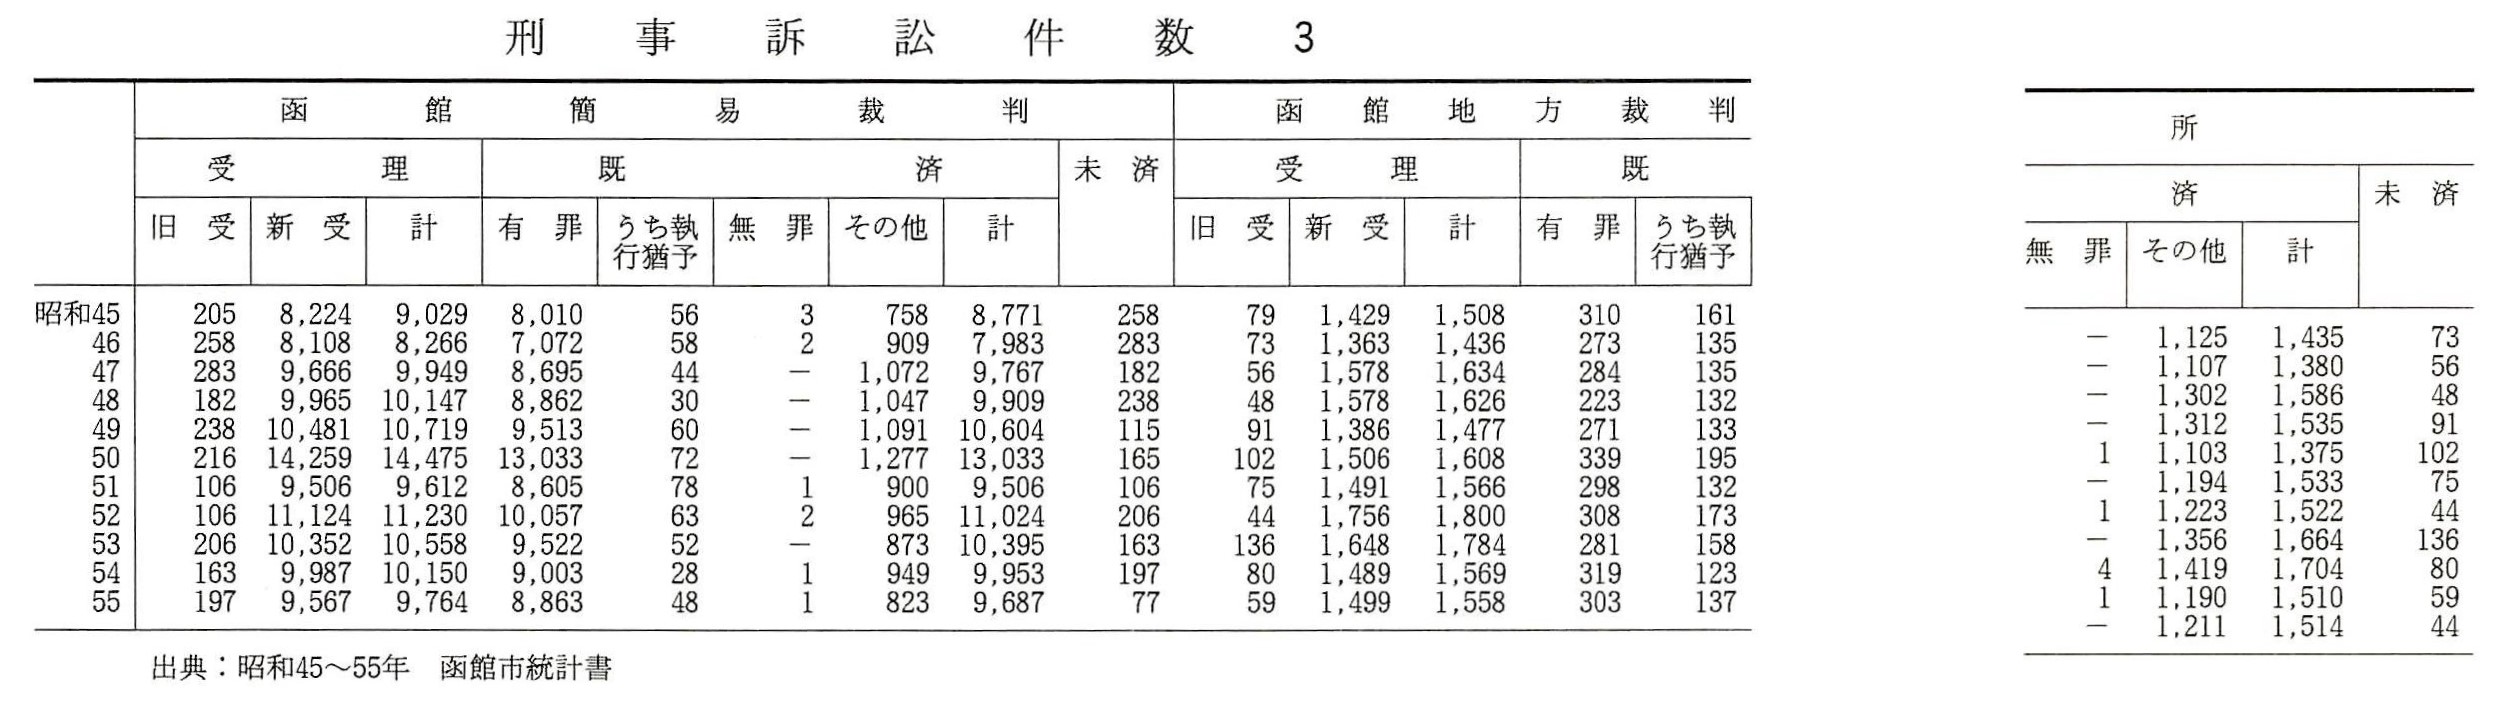 刑事訴訟件数 3
函館簡易裁判 函館地方裁判 所
受理 既済 未済 受理 既 済 未済
旧受 新受 計 有罪 うち執行猶予 無罪 その他 計 旧受 新受 計 有罪 うち執行猶予 無罪 その他 計
昭和45 205 8,224 9,029 8,010 56 3 758 8,771 258 79 1,429 1,508 310 161 — 1,125 1,435 73
46 258 8,108 8,266 7,072 58 2 909 7,983 283 73 1,363 1,436 273 135 — 1,107 1,380 56
47 283 9,666 9,949 8,695 44 — 1,072 9,767 182 56 1,578 1,634 284 135 — 1,302 1,586 48
48 182 9,965 10,147 8,862 30 — 1,047 9,909 238 48 1,578 1,626 223 132 — 1,312 1,535 91
49 238 10,481 10,719 9,513 60 — 1,091 10,604 115 91 1,386 1,477 271 133 1 1,103 1,375 102
50 216 14,259 14,475 13,033 72 — 1,277 13,033 165 102 1,506 1,608 339 195 — 1,194 1,533 75
51 106 9,506 9,612 8,605 78 1 900 9,506 106 75 1,491 1,566 298 132 1 1,223 1,522 44
52 106 11,124 11,230 10,057 63 2 965 11,024 206 44 1,756 1,800 308 173 — 1,356 1,664 136
53 206 10,352 10,558 9,522 52 — 873 10,395 163 136 1,648 1,784 281 158 4 1,419 1,704 80
54 163 9,987 10,150 9,003 28 1 949 9,953 197 80 1,489 1,569 319 123 1 1,190 1,510 59
55 197 9,567 9,764 8,863 48 1 823 9,687 77 59 1,499 1,558 303 137 — 1,211 1,514 44
出典：昭和45～55年 函館市統計書